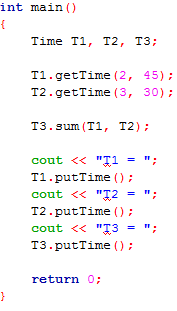 int main()
{
Time T1, T2, T3;
T1.getTime(2, 45);
T2.getTime(3, 30);
T3.sum(T1, T2);
cout << "T1 = ";
T1.putTime();
cout << "T2 = ";
T2.putTime();
cout << "T3 = ";
T3.putTime();
return 0;
}